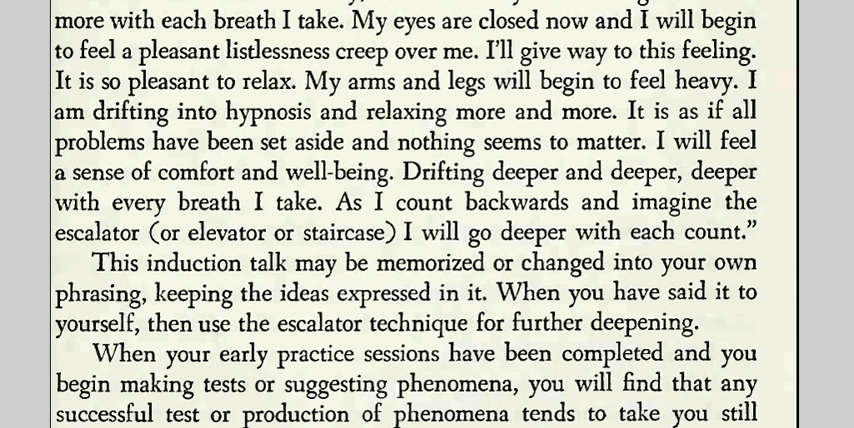 more with each breath I take. My eyes are closed now and I will begin
to feel a pleasant listlessness creep over me. I’ll give way to this feeling.
It is so pleasant to relax. My arms and legs will begin to feel heavy. I
am drifting into hypnosis and relaxing more and more. It is as if all
problems have been set aside and nothing seems to matter. I will feel
a sense of comfort and well-being. Drifting deeper and deeper, deeper
with every breath I take. As I count backwards and imagine the
escalator (or elevator or staircase) I will go deeper with each count.”
This induction talk may be memorized or changed into your own
phrasing, keeping the ideas expressed in it. When you have said it to
yourself, then use the escalator technique for further deepening.
When your early practice sessions have been completed and you
begin making tests or suggesting phenomena, you will find that any
successful test or production of phenomena tends to take you still